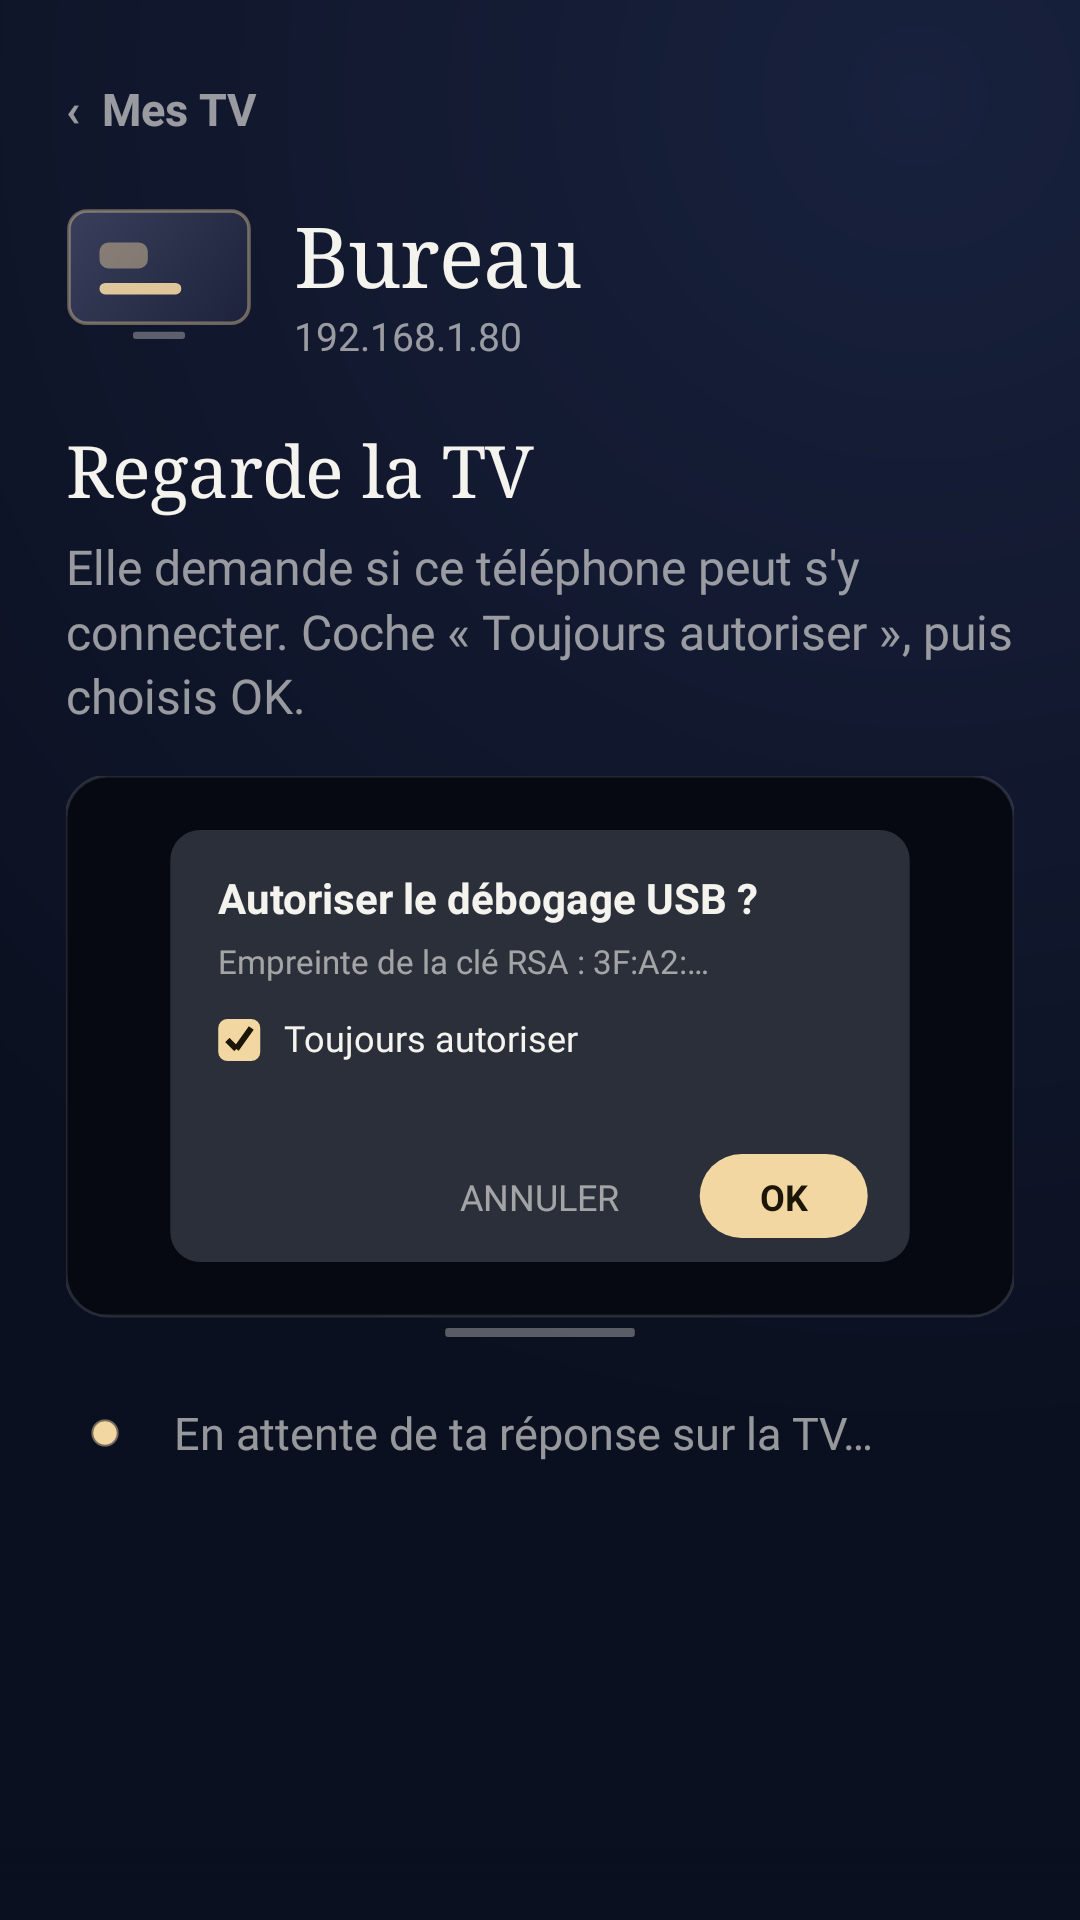 ‹ Mes TV
Bureau
192.168.1.80
Regarde la TV
Elle demande si ce téléphone peut s'y
connecter. Coche « Toujours autoriser », puis
choisis OK.
Autoriser le débogage USB ?
Empreinte de la clé RSA : 3F:A2:…
Toujours autoriser
ANNULER
OK
En attente de ta réponse sur la TV…